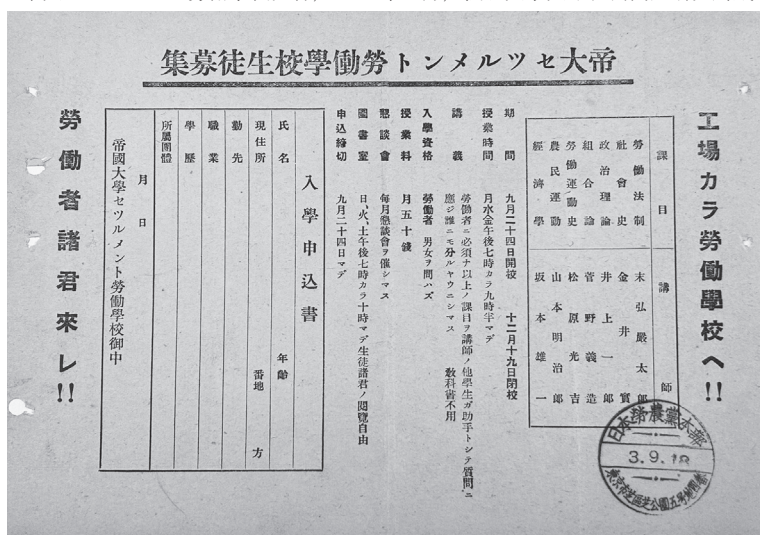 帝大セツルメント勞働學校生徒募集
工場カラ勞働學校へ!!
課目 講師
勞働法制 末弘嚴太郎
社會史 金井實
政治理論 井上一郎
組合論 菅野義造
勞働運動史 松原光吉
農民運動 山本明治郎
經濟學 坂本雄一
期間 九月二十四日開校 十二月十九日閉校
授業時間 月水金午後七時カラ九時半マデ
講義 勞働者ニ必須ナ以上ノ課目ヲ講師ノ他學生ガ助手トシテ質問ニ
應ジ誰ニモ分ルヤウニシマス 敎科書不用
入學資格 勞働者 男女ヲ問ハズ
授業料 月五十錢
懇談會 每月懇談會ヲ催シマス
圖書室 日、火、土午後七時カラ十時マデ生徒諸君ノ閲覽自由
申込締切 九月二十四日マデ
入學申込書
氏名 年齡
現住所 番地 方
勤先
職業
學歷
所屬團體
月 日
帝國大學セツルメント勞働學校御中
勞働者諸君來レ!!
日本勞農黨本部
3.9.18